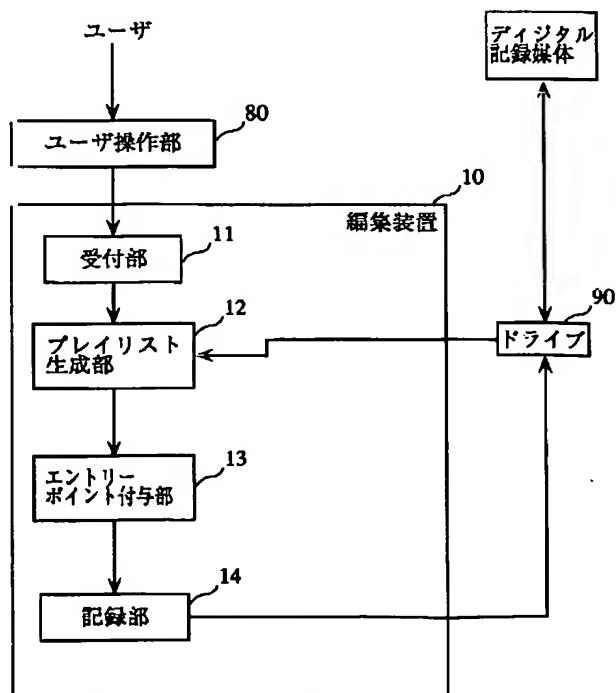 ユーザ
ディジタル
記録媒体
80
ユーザ操作部
10
編集装置
11
受付部
12
プレイリスト
生成部
90
ドライブ
13
エントリー
ポイント付与部
14
記録部